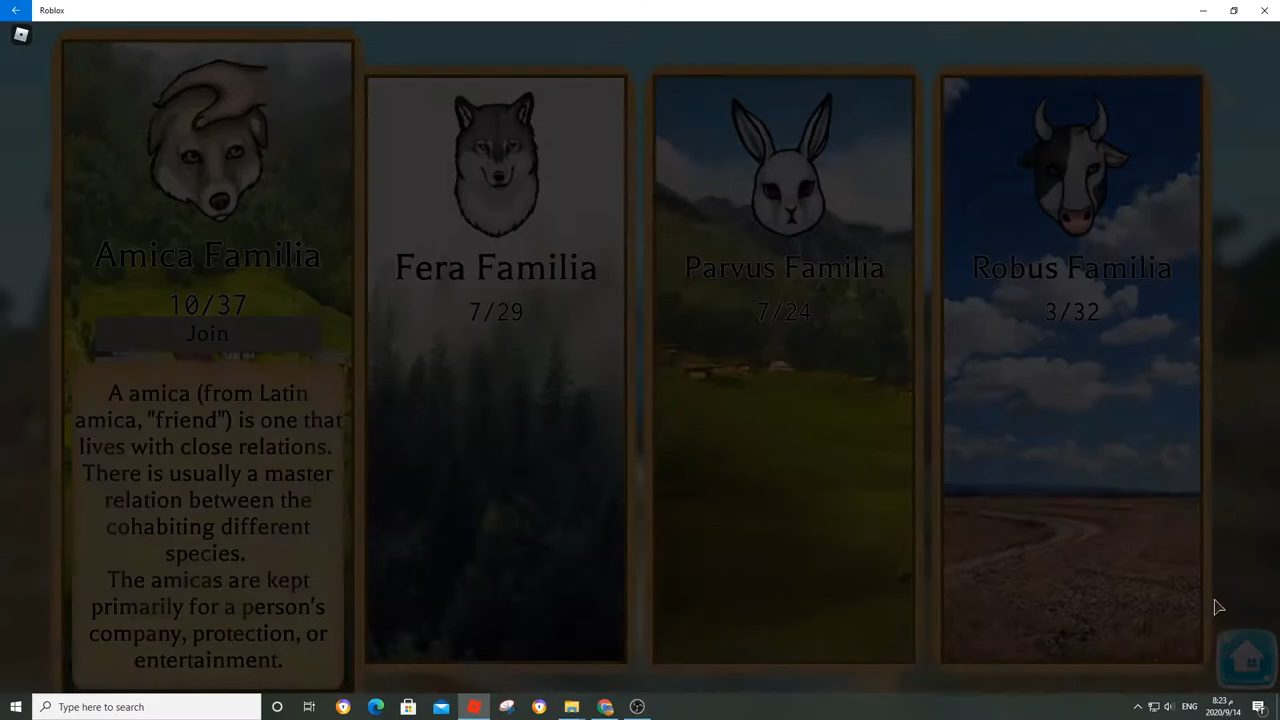 Roblox
Amica Familia
10/37
Join
A amica (from Latin
amica, "friend") is one that
lives with close relations.
There is usually a master
relation between the
cohabiting different
species.
The amicas are kept
primarily for a person's
company, protection, or
entertainment.
Fera Familia
7/29
Parvus Familia
7/24
Robus Familia
3/32
Type here to search
ENG
8:23 م
2020/9/14